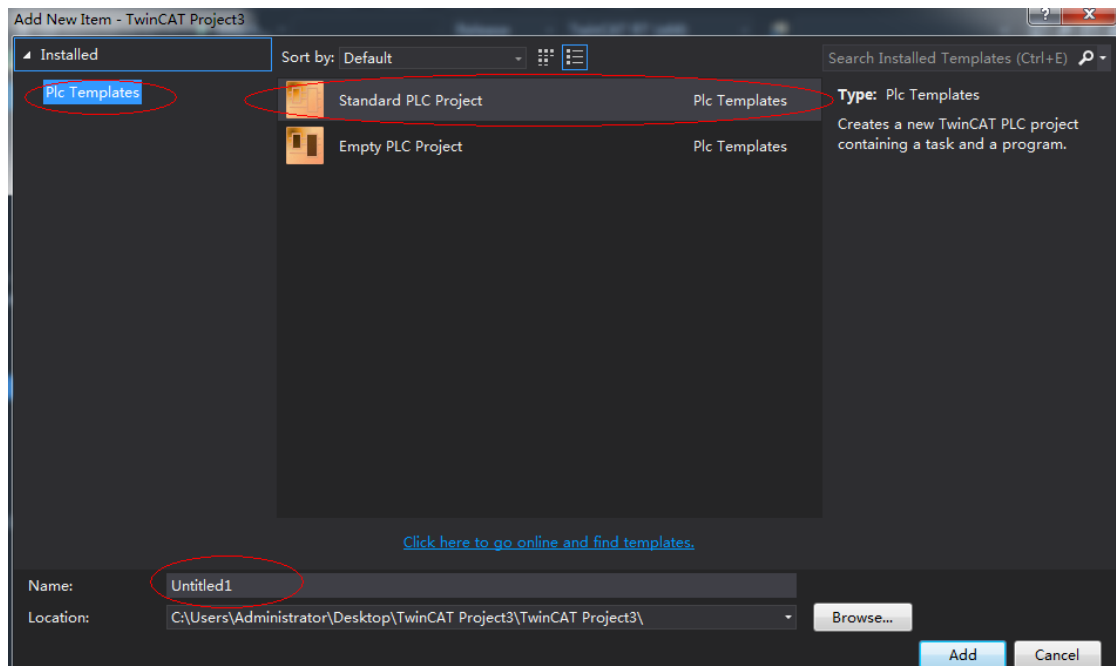 Add New Item - TwinCAT Project3
Installed
Sort by: Default
Search Installed Templates (Ctrl+E)
Plc Templates
Standard PLC Project Plc Templates
Empty PLC Project Plc Templates
Type: Plc Templates
Creates a new TwinCAT PLC project
containing a task and a program.
Click here to go online and find templates.
Name: Untitled1
Location: C:\Users\Administrator\Desktop\TwinCAT Project3\TwinCAT Project3\ Browse...
Add Cancel